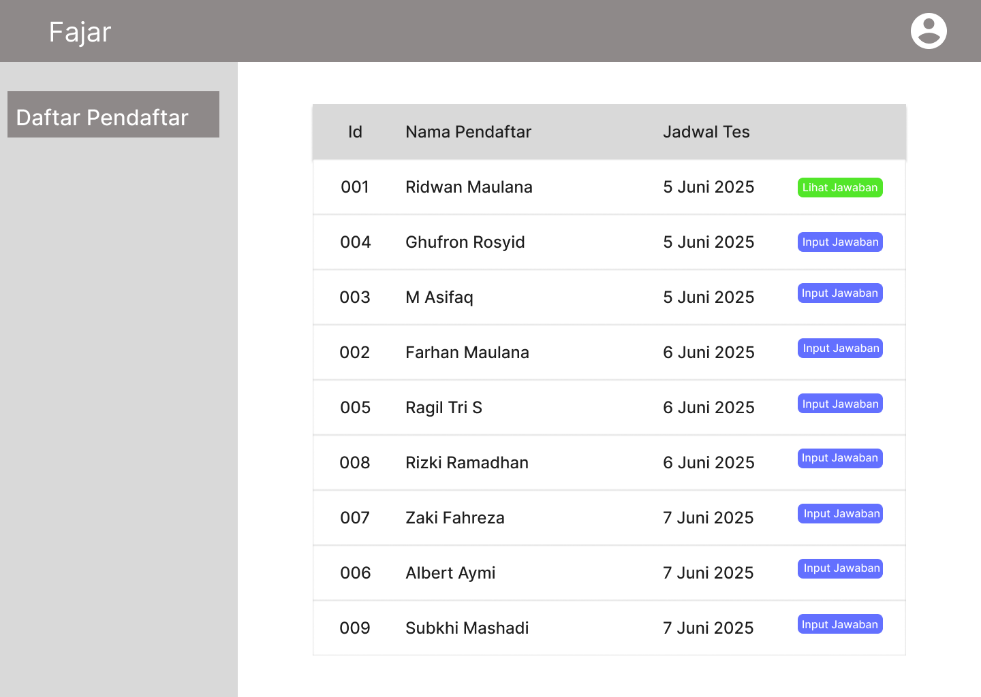 Fajar
Daftar Pendaftar
Id Nama Pendaftar Jadwal Tes
001 Ridwan Maulana 5 Juni 2025 Lihat Jawaban
004 Ghufron Rosyid 5 Juni 2025 Input Jawaban
003 M Asifaq 5 Juni 2025 Input Jawaban
002 Farhan Maulana 6 Juni 2025 Input Jawaban
005 Ragil Tri S 6 Juni 2025 Input Jawaban
008 Rizki Ramadhan 6 Juni 2025 Input Jawaban
007 Zaki Fahreza 7 Juni 2025 Input Jawaban
006 Albert Aymi 7 Juni 2025 Input Jawaban
009 Subkhi Mashadi 7 Juni 2025 Input Jawaban